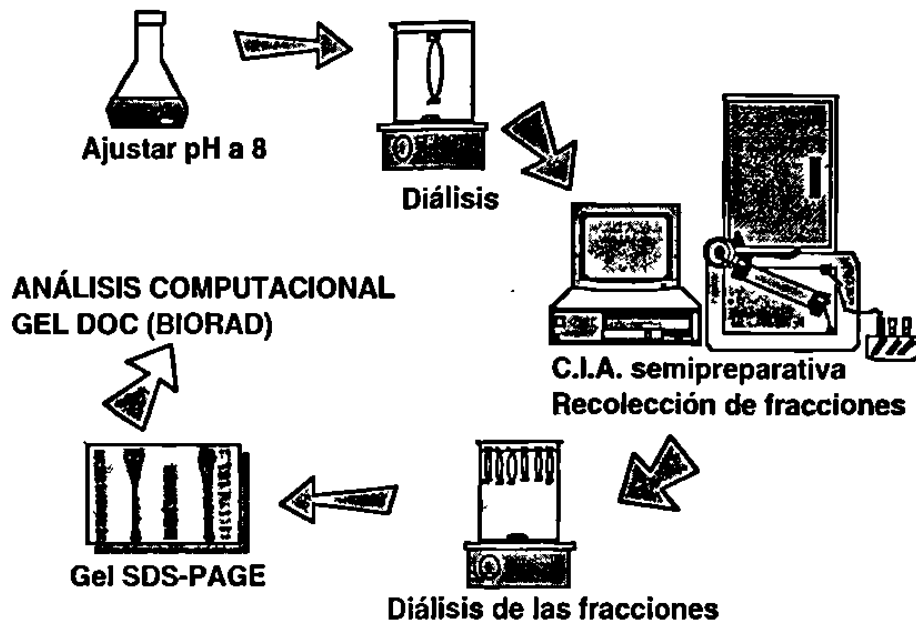 Ajustar pH a 8
Diálisis
C.I.A. semipreparativa
Recolección de fracciones
Diálisis de las fracciones
Gel SDS-PAGE
ANÁLISIS COMPUTACIONAL
GEL DOC (BIORAD)